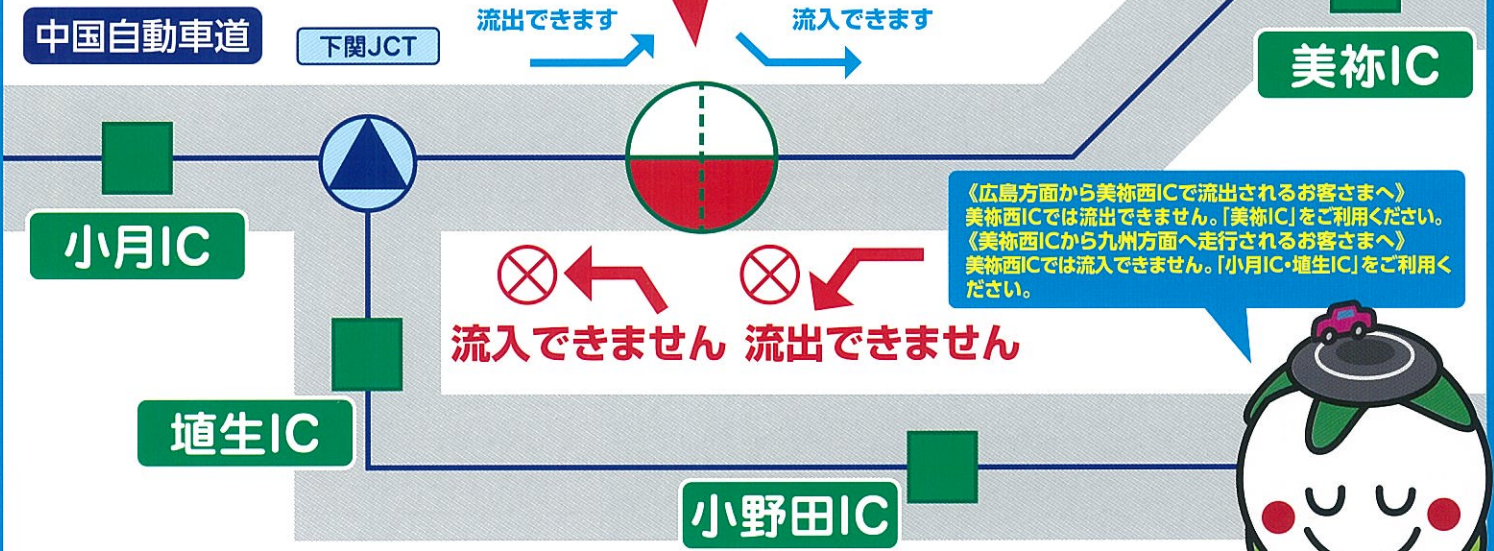 中国自動車道
下関JCT
流出できます
流入できます
美祢IC
小月IC
《広島方面から美祢西ICで流出されるお客さまへ》
美祢西ICでは流出できません。「美祢IC」をご利用ください。
《美祢西ICから九州方面へ走行されるお客さまへ》
美祢西ICでは流入できません。「小月IC・埴生IC」をご利用く
ださい。
流入できません
流出できません
埴生IC
小野田IC